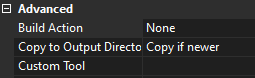 Advanced
Build Action None
Copy to Output Directo Copy if newer
Custom Tool